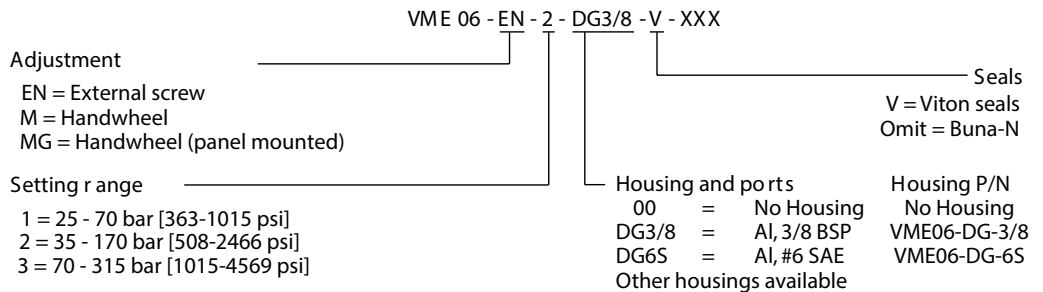 VME 06 - EN - 2 - DG3/8 - V - XXX
Adjustment
EN = External screw
M = Handwheel
MG = Handwheel (panel mounted)
Setting range
1 = 25 - 70 bar [363-1015 psi]
2 = 35 - 170 bar [508-2466 psi]
3 = 70 - 315 bar [1015-4569 psi]
Seals
V = Viton seals
Omit = Buna-N
Housing and ports Housing P/N
00 = No Housing No Housing
DG3/8 = Al, 3/8 BSP VME06-DG-3/8
DG6S = Al, #6 SAE VME06-DG-6S
Other housings available